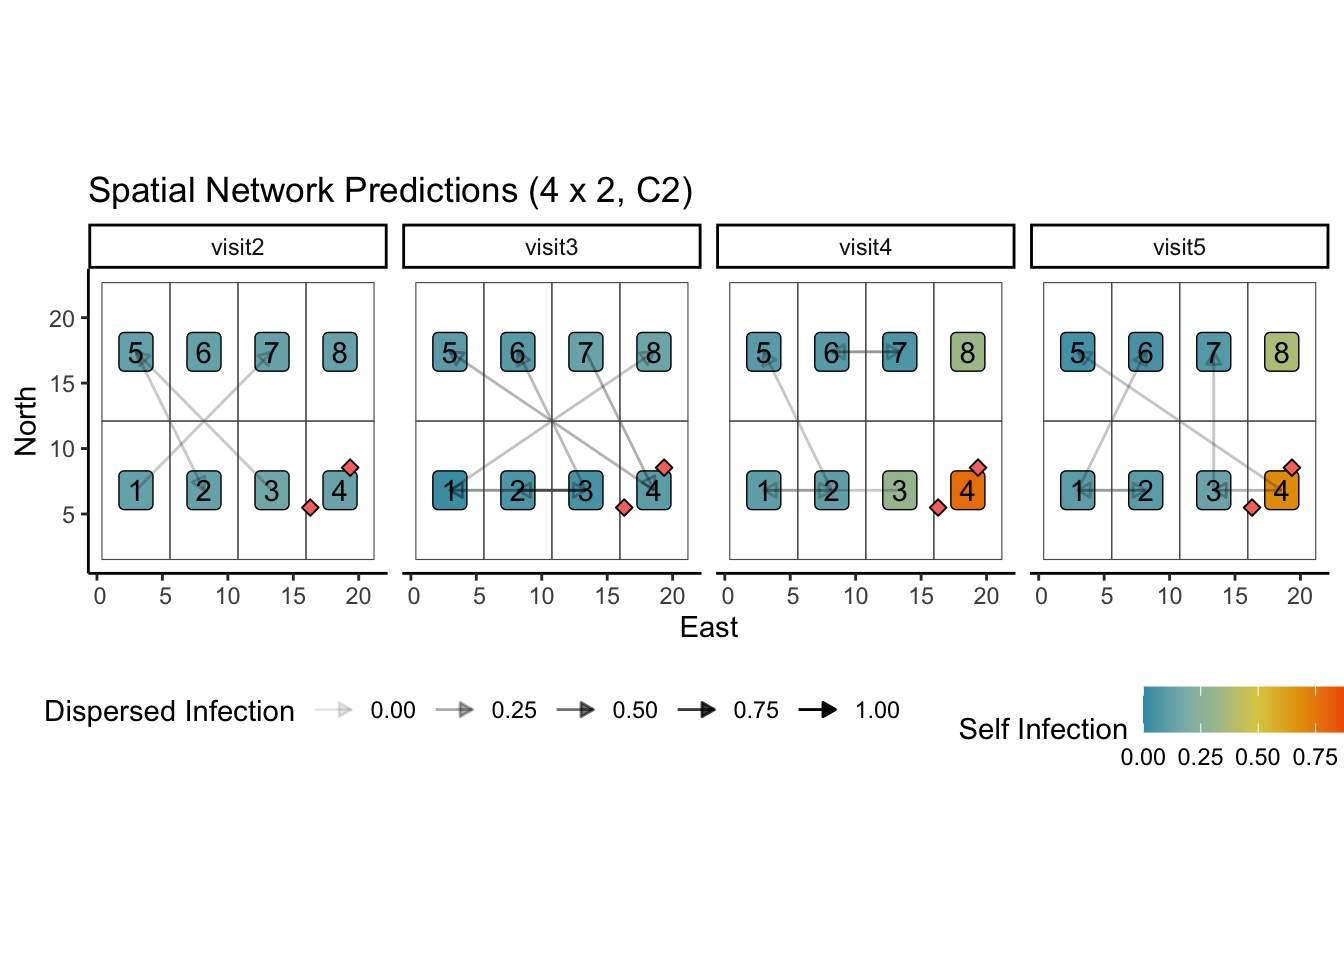 Spatial Network Predictions (4 x 2, C2)
visit2 visit3 visit4 visit5
20
15
10
5
North
5 6 7 8 5 6 7 8 5 6 7 8 5 6 7 8
1 2 3 4 1 2 3 4 1 2 3 4 1 2 3 4
0 5 10 15 20 0 5 10 15 20 0 5 10 15 20 0 5 10 15 20
East
Dispersed Infection 0.00 0.25 0.50 0.75 1.00
Self Infection
0.00 0.25 0.50 0.75